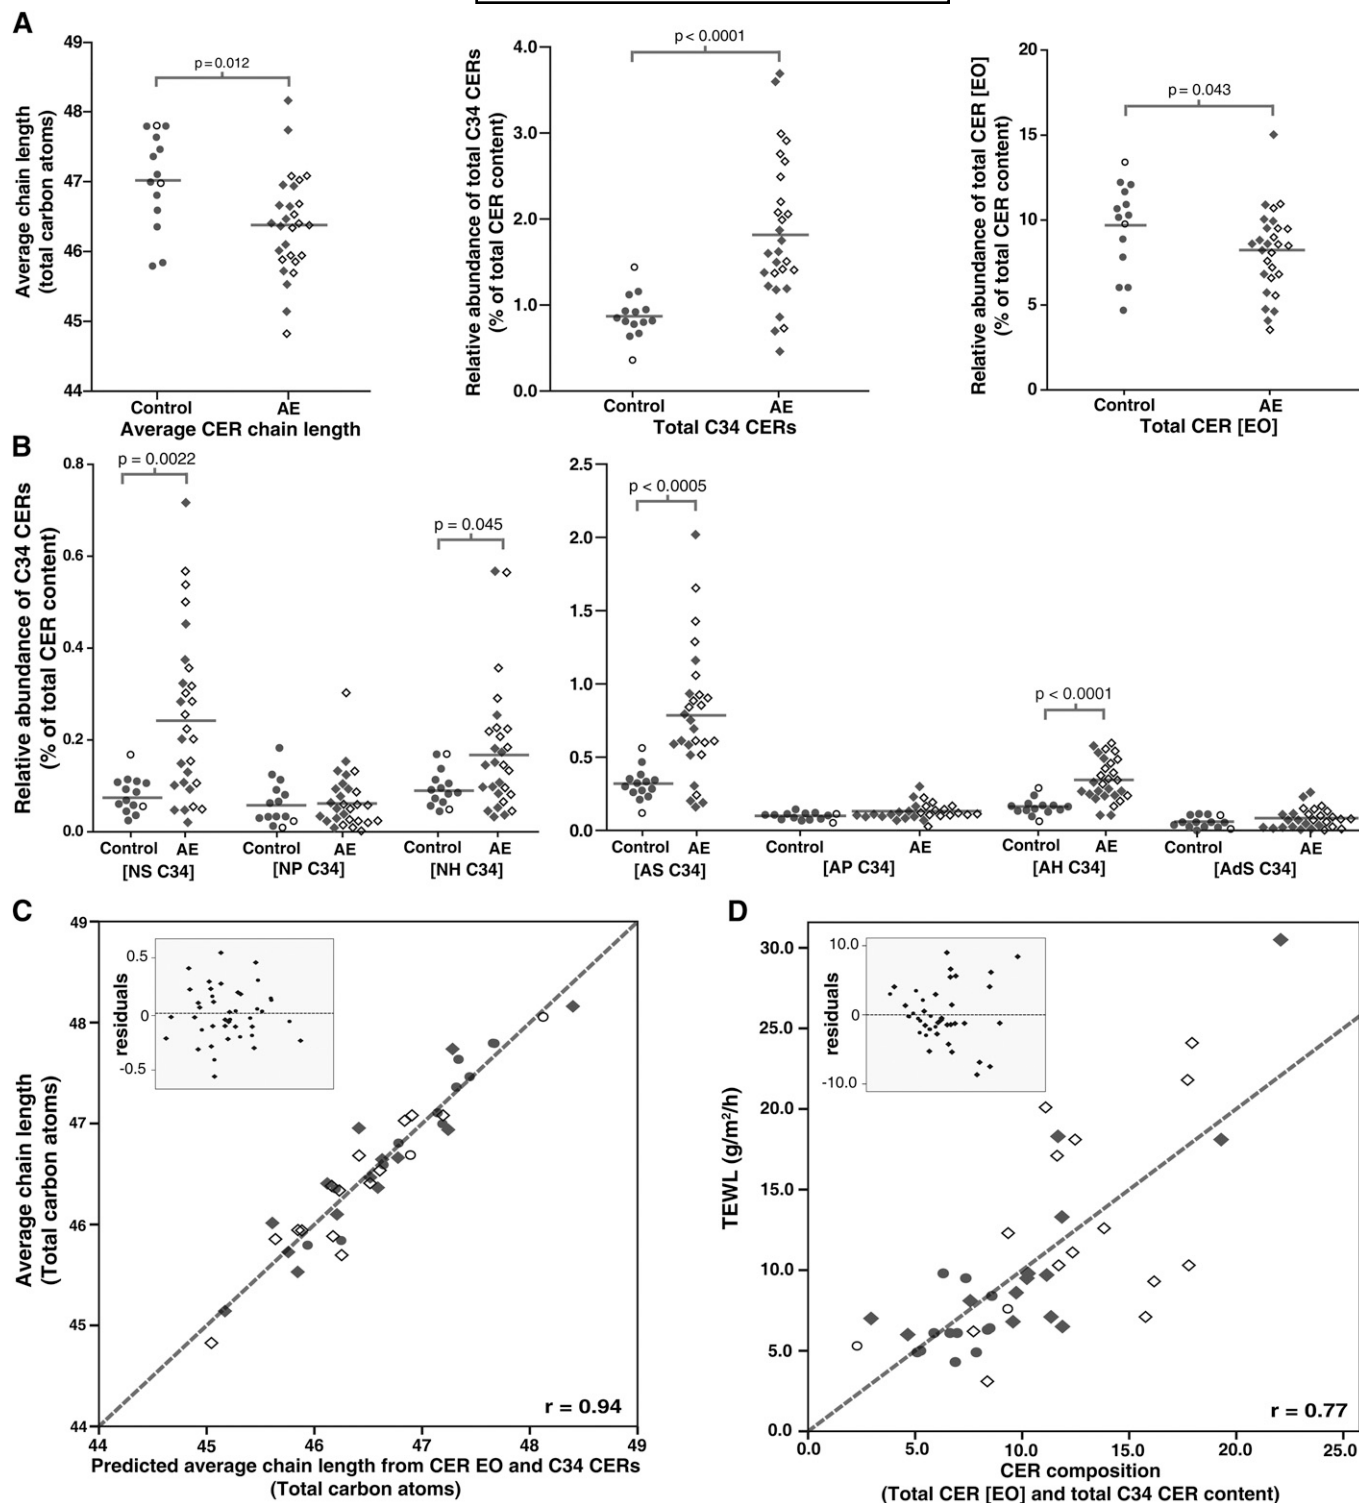 A
49
48
47
46
45
44
Average chain length
(total carbon atoms)
p=0.012
Control AE
Average CER chain length
4.0
3.0
2.0
1.0
0.0
Relative abundance of total C34 CERs
(% of total CER content)
p< 0.0001
Control AE
Total C34 CERs
20
15
10
5
0
Relative abundance of total CER [EO]
(% of total CER content)
p= 0.043
Control AE
Total CER [EO]
B
0.8
0.6
0.4
0.2
0.0
Relative abundance of C34 CERs
(% of total CER content)
p = 0.0022
p = 0.045
Control AE Control AE Control AE
[NS C34] [NP C34] [NH C34]
2.5
2.0
1.5
1.0
0.5
0.0
p < 0.0005
p <0.0001
Control AE Control AE Control AE Control AE
[AS C34] [AP C34] [AH C34] [AdS C34]
C
49
48
47
46
45
44
Average chain length
(Total carbon atoms)
residuals
0.5
0
-0.5
r = 0.94
44 45 46 47 48 49
Predicted average chain length from CER EO and C34 CERs
(Total carbon atoms)
D
30.0
25.0
20.0
15.0
10.0
5.0
0.0
TEWL (g/m²/h)
residuals
10.0
0
-10.0
r = 0.77
0.0 5.0 10.0 15.0 20.0 25.0
CER composition
(Total CER [EO] and total C34 CER content)